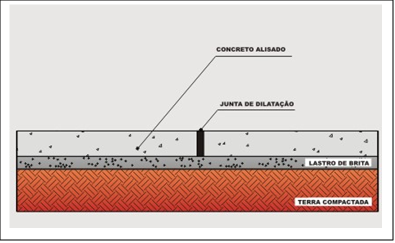 CONCRETO ALISADO
JUNTA DE DILATAÇÃO
LASTRO DE BRITA
TERRA COMPACTADA